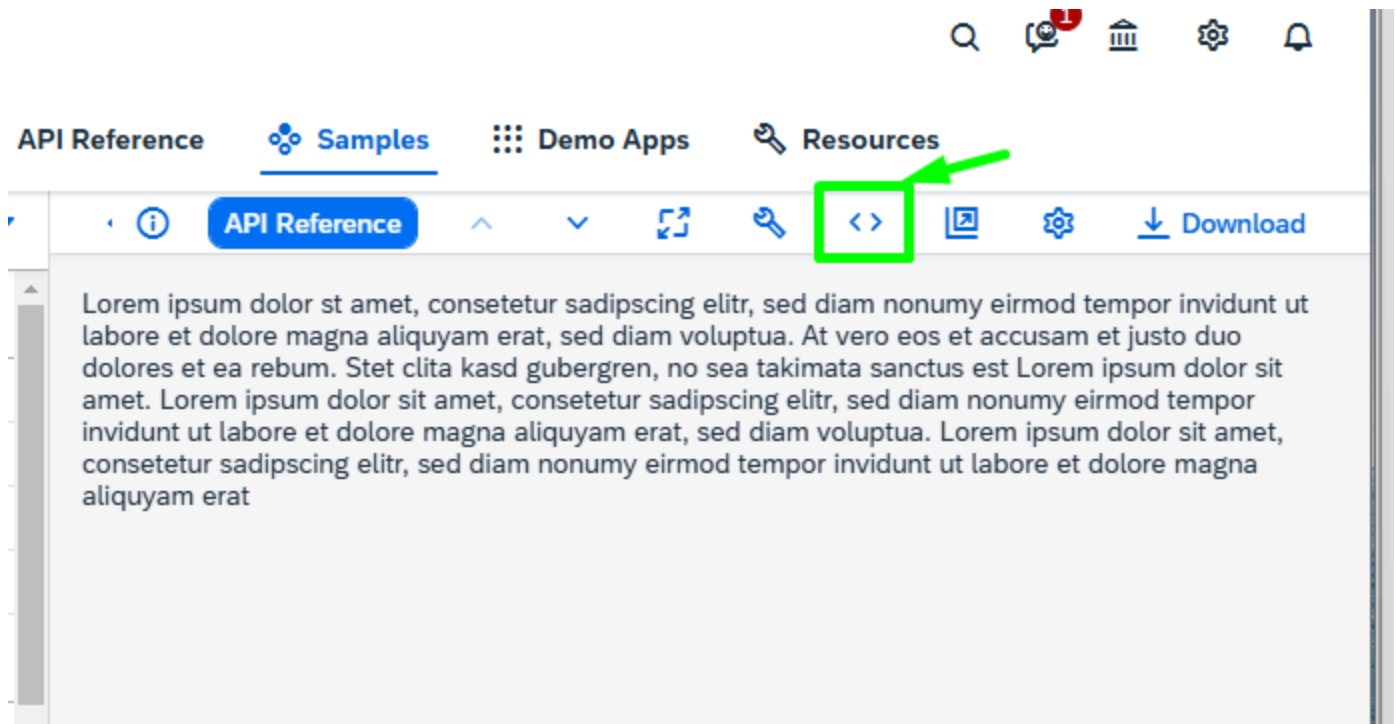 1
API Reference Samples Demo Apps Resources
API Reference < > Download
Lorem ipsum dolor st amet, consetetur sadipscing elitr, sed diam nonumy eirmod tempor invidunt ut
labore et dolore magna aliquyam erat, sed diam voluptua. At vero eos et accusam et justo duo
dolores et ea rebum. Stet clita kasd gubergren, no sea takimata sanctus est Lorem ipsum dolor sit
amet. Lorem ipsum dolor sit amet, consetetur sadipscing elitr, sed diam nonumy eirmod tempor
invidunt ut labore et dolore magna aliquyam erat, sed diam voluptua. Lorem ipsum dolor sit amet,
consetetur sadipscing elitr, sed diam nonumy eirmod tempor invidunt ut labore et dolore magna
aliquyam erat